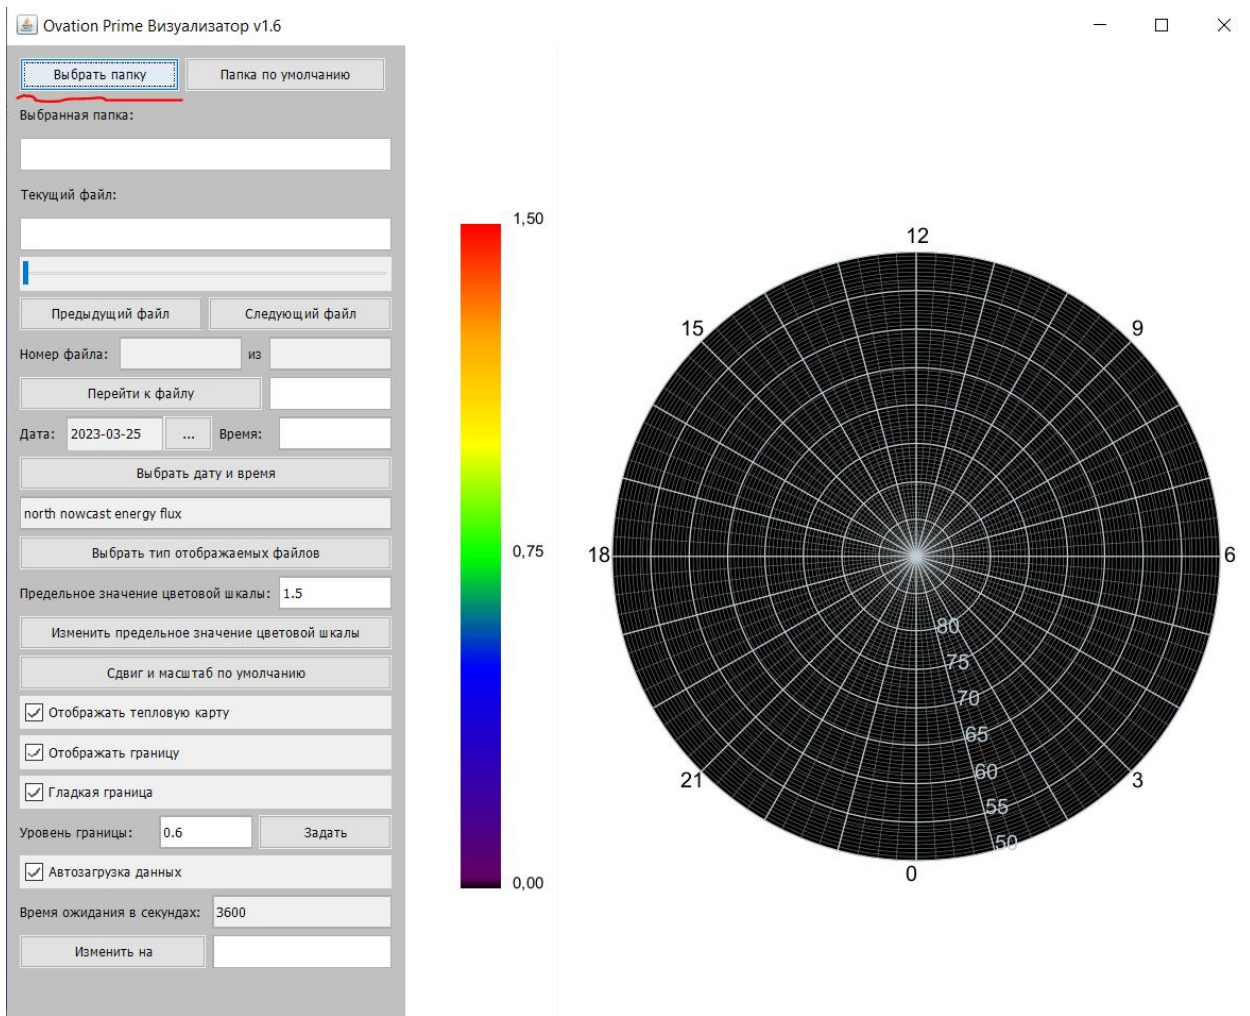 Ovation Prime Визуализатор v1.6
Выбрать папку Папка по умолчанию
Выбранная папка:
Текущий файл:
Предыдущий файл Следующий файл
Номер файла: из
Перейти к файлу
Дата: 2023-03-25 ... Время:
Выбрать дату и время
north nowcast energy flux
Выбрать тип отображаемых файлов
Предельное значение цветовой шкалы: 1.5
Изменить предельное значение цветовой шкалы
Сдвиг и масштаб по умолчанию
Отображать тепловую карту
Отображать границу
Гладкая граница
Уровень границы: 0.6 Задать
Автозагрузка данных
Время ожидания в секундах: 3600
Изменить на
1,50
0,75
0,00
12
15 9
18 6
80
75
70
65
60
21 3
55
50
0